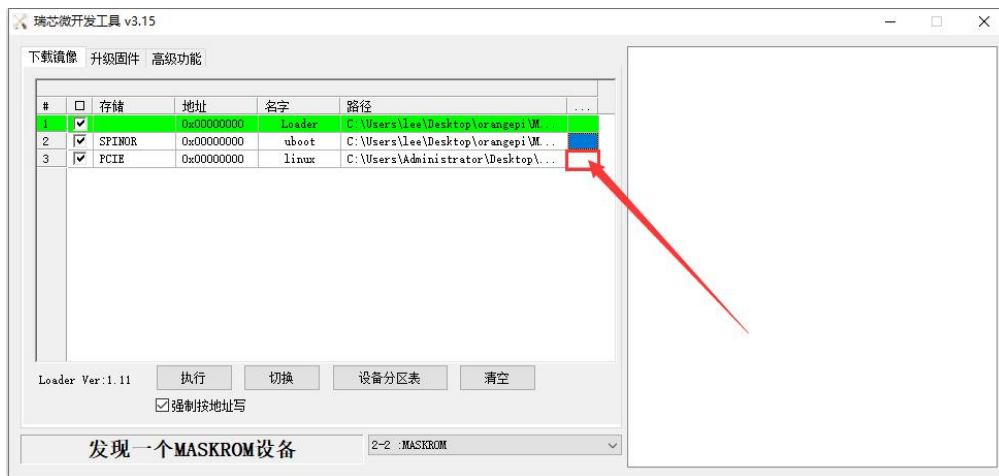 瑞芯微开发工具 v3.15
下载镜像 升级固件 高级功能
# 存储 地址 名字 路径 ...
1 0x00000000 Loader C:\Users\lee\Desktop\orangepi\M...
2 SPINOR 0x00000000 uboot C:\Users\lee\Desktop\orangepi\M...
3 PCIE 0x00000000 linux C:\Users\Administrator\Desktop\...
Loader Ver:1.11 执行 切换 设备分区表 清空
强制按地址写
发现一个MASKROM设备 2-2 :MASKROM